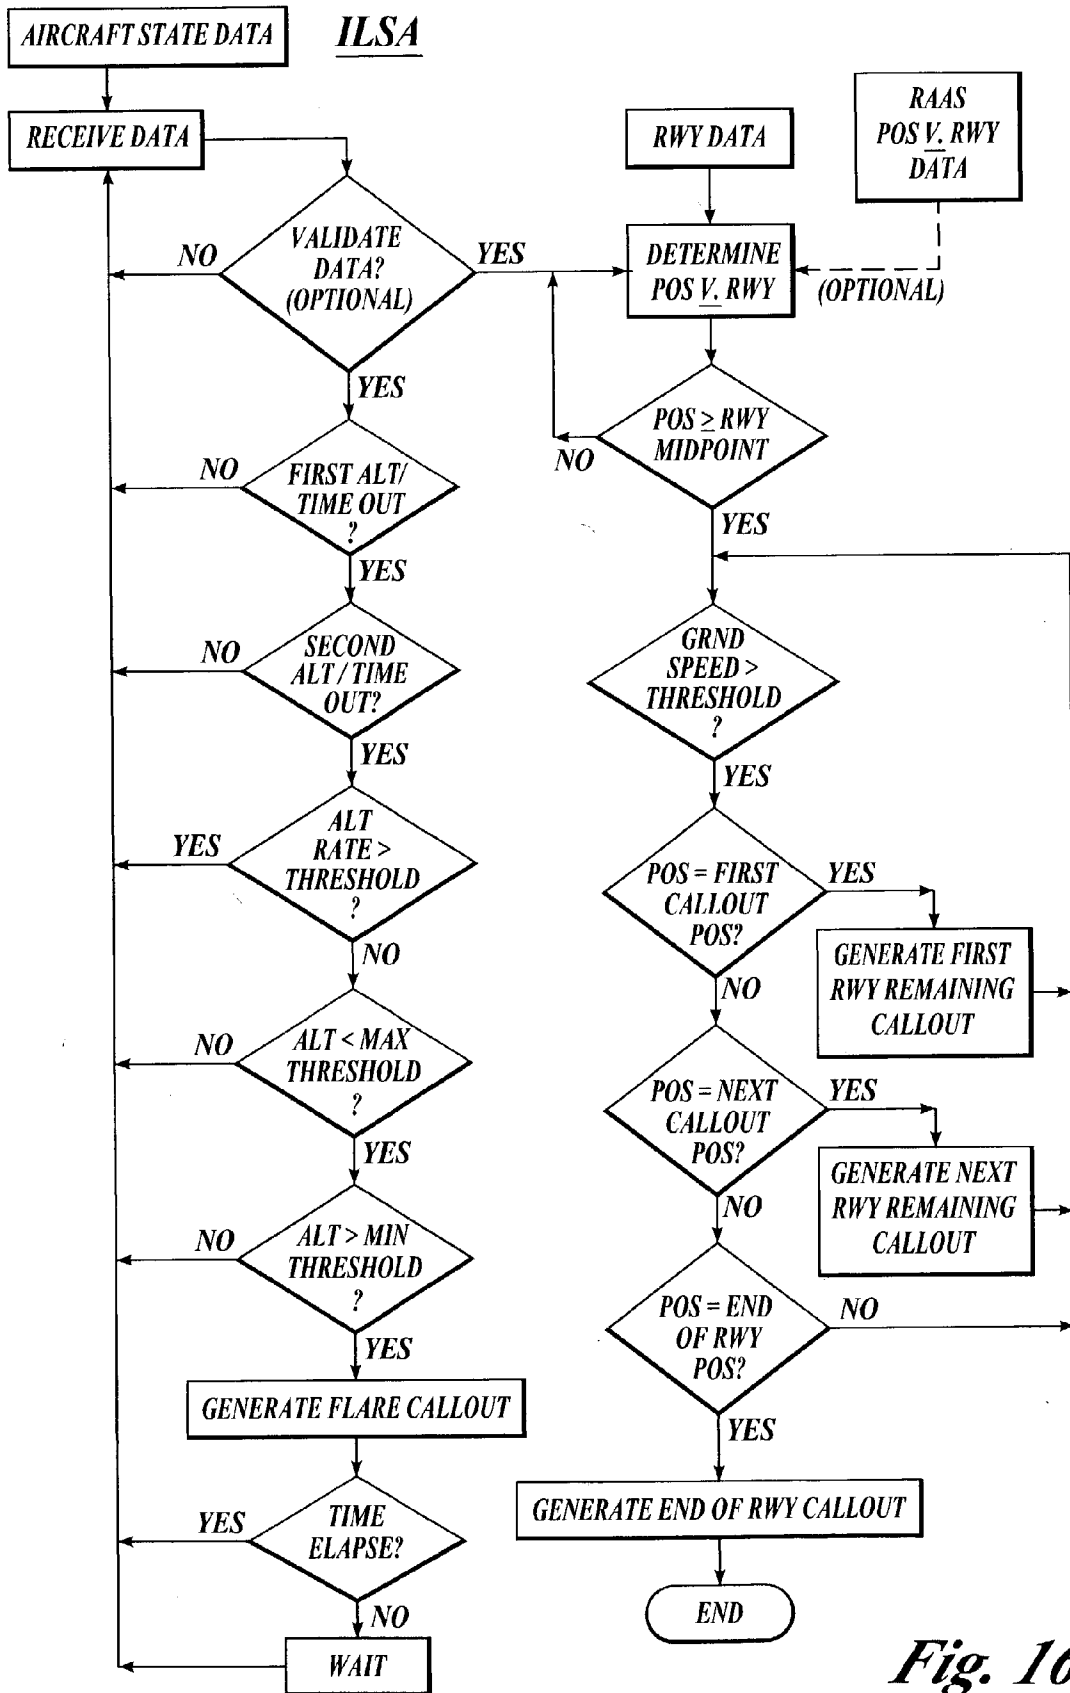 AIRCRAFT STATE DATA
ILSA
RECEIVE DATA
RWY DATA
RAAS
POS V. RWY
DATA
VALIDATE
DATA?
(OPTIONAL)
NO
YES
YES
DETERMINE
POS V. RWY
(OPTIONAL)
POS ≥ RWY
MIDPOINT
NO
YES
FIRST ALT/
TIME OUT
?
NO
YES
SECOND
ALT / TIME
OUT?
NO
YES
GRND
SPEED >
THRESHOLD
?
YES
ALT
RATE >
THRESHOLD
?
YES
NO
POS = FIRST
CALLOUT
POS?
YES
NO
GENERATE FIRST
RWY REMAINING
CALLOUT
ALT < MAX
THRESHOLD
?
NO
YES
POS = NEXT
CALLOUT
POS?
YES
NO
GENERATE NEXT
RWY REMAINING
CALLOUT
ALT > MIN
THRESHOLD
?
NO
YES
POS = END
OF RWY
POS?
NO
YES
GENERATE FLARE CALLOUT
GENERATE END OF RWY CALLOUT
TIME
ELAPSE?
YES
NO
WAIT
END
Fig. 16